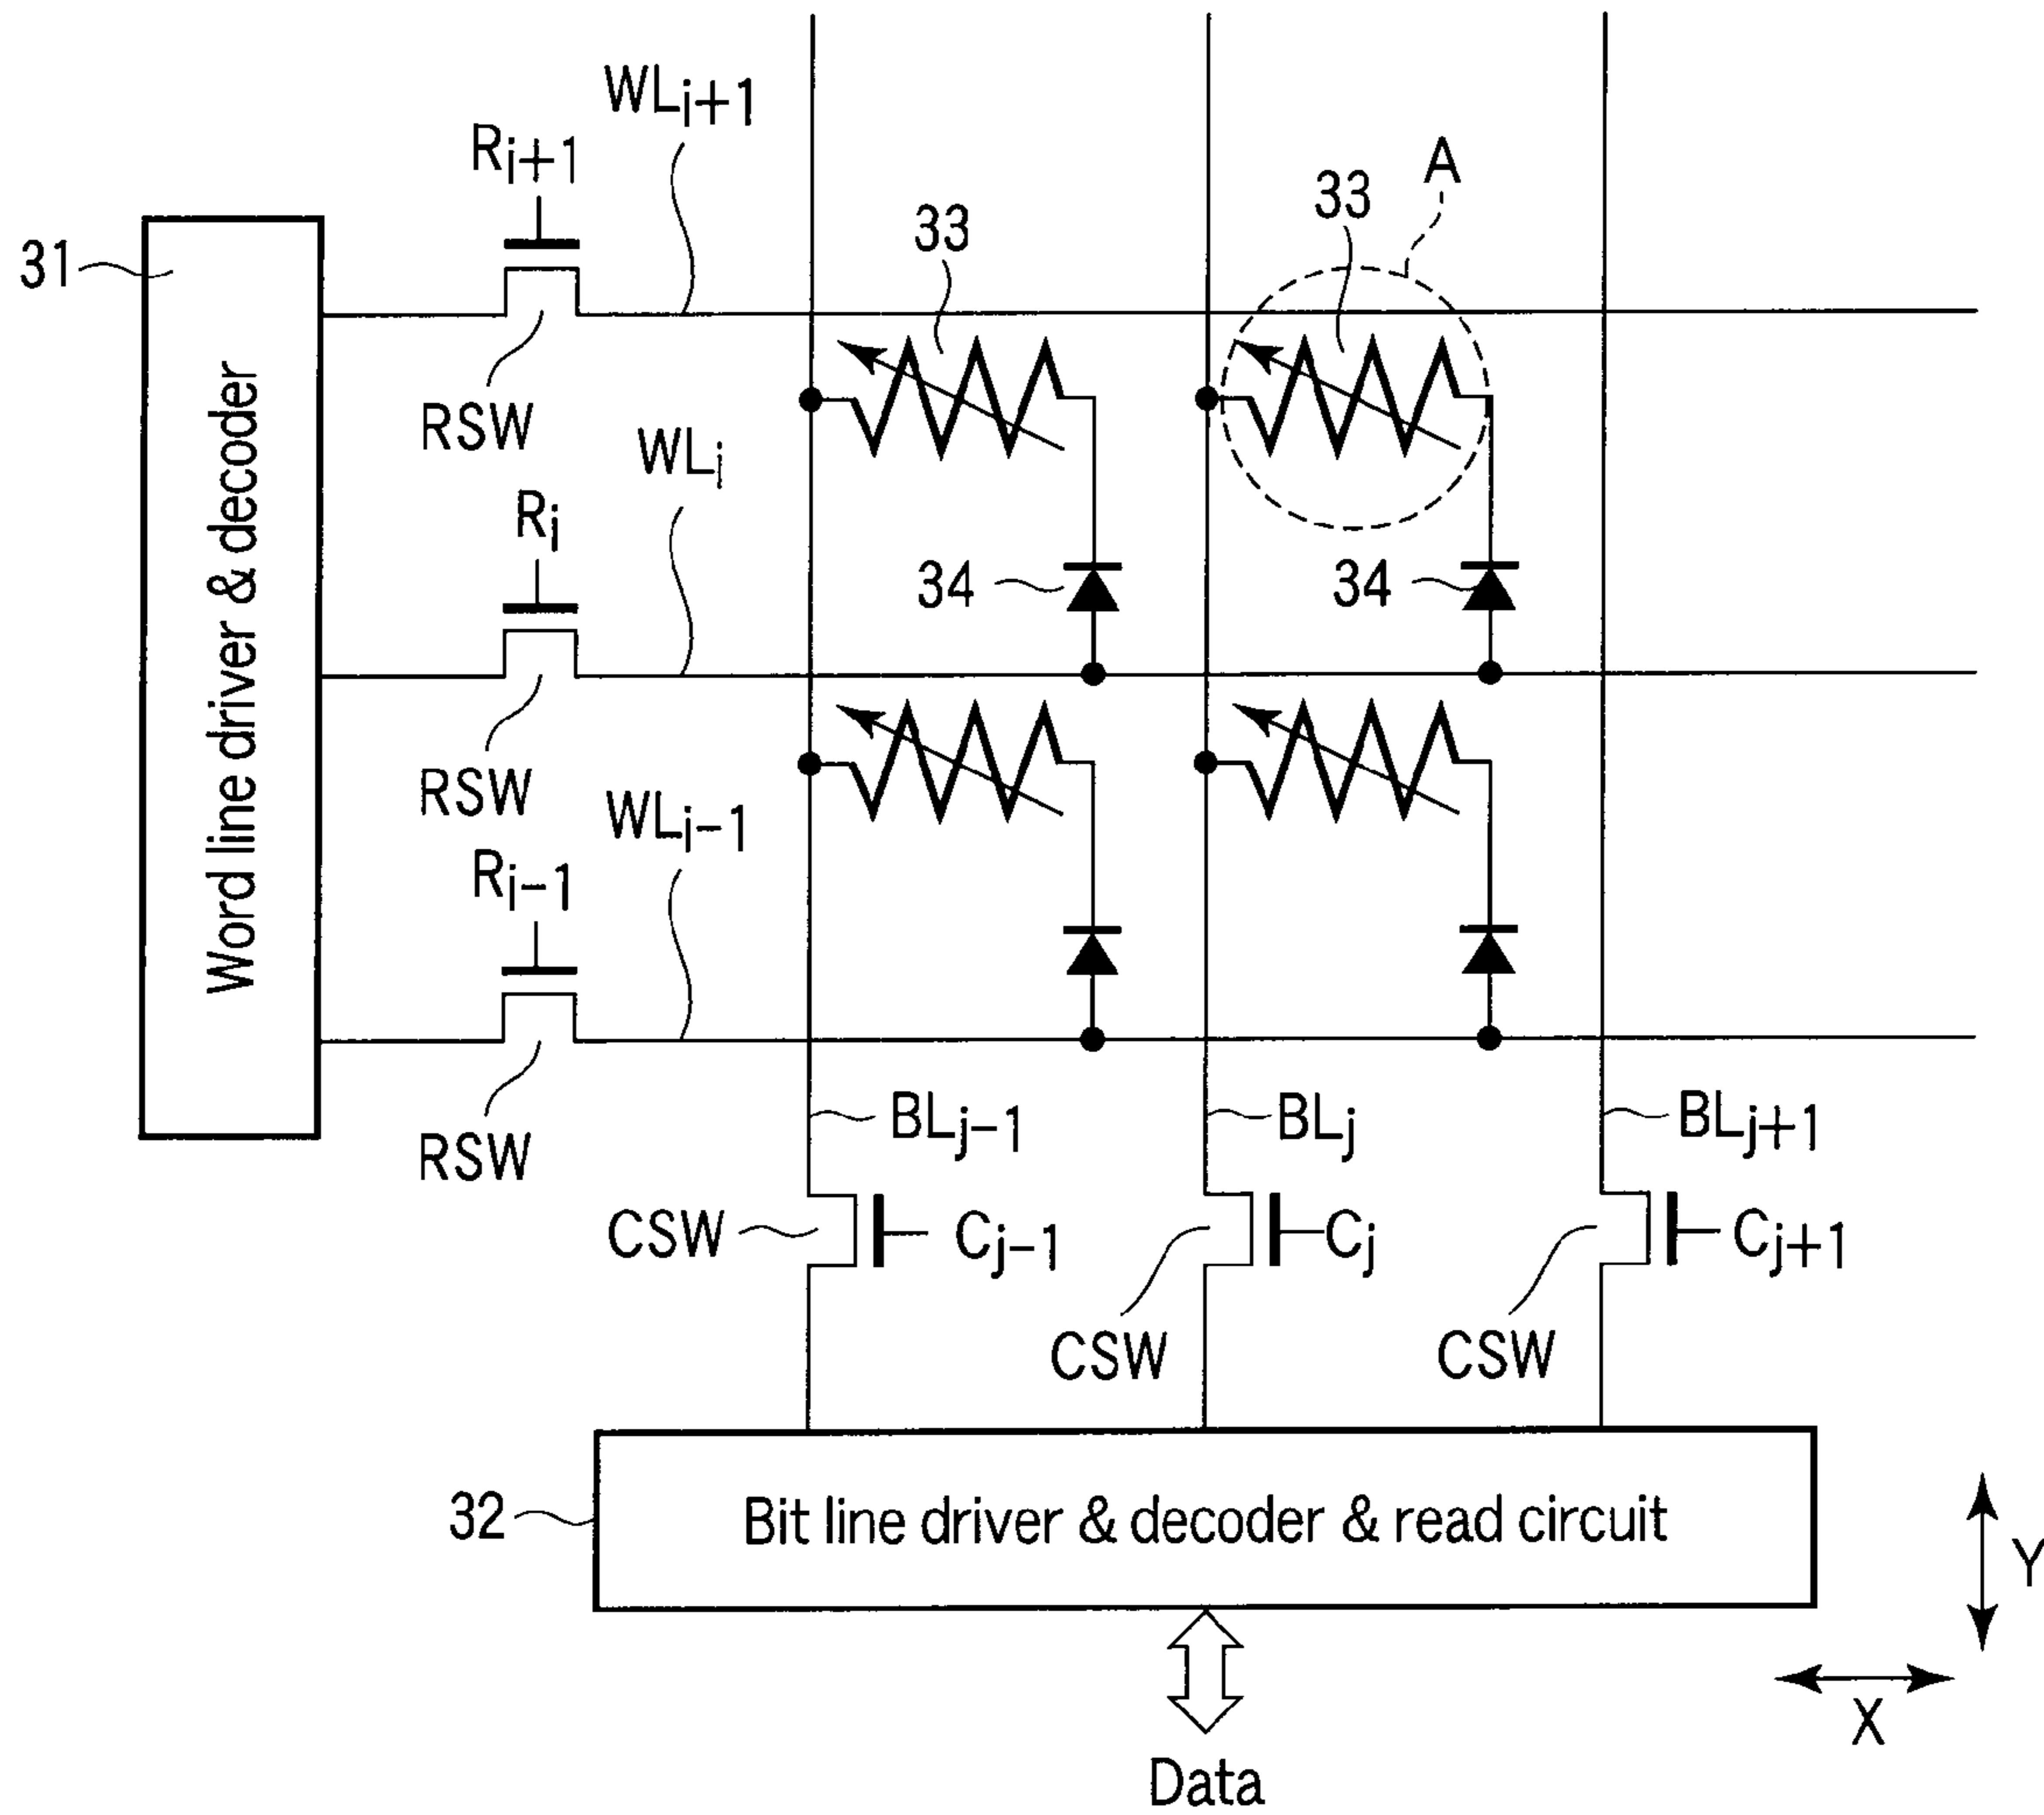 WLi+1
Ri+1
A
33
33
31
RSW
WLi
Ri
34
34
Word line driver & decoder
RSW
WLi-1
Ri-1
RSW
BLj-1
BLj
BLj+1
CSW
Cj-1
Cj
Cj+1
CSW
CSW
32
Bit line driver & decoder & read circuit
Y
X
Data